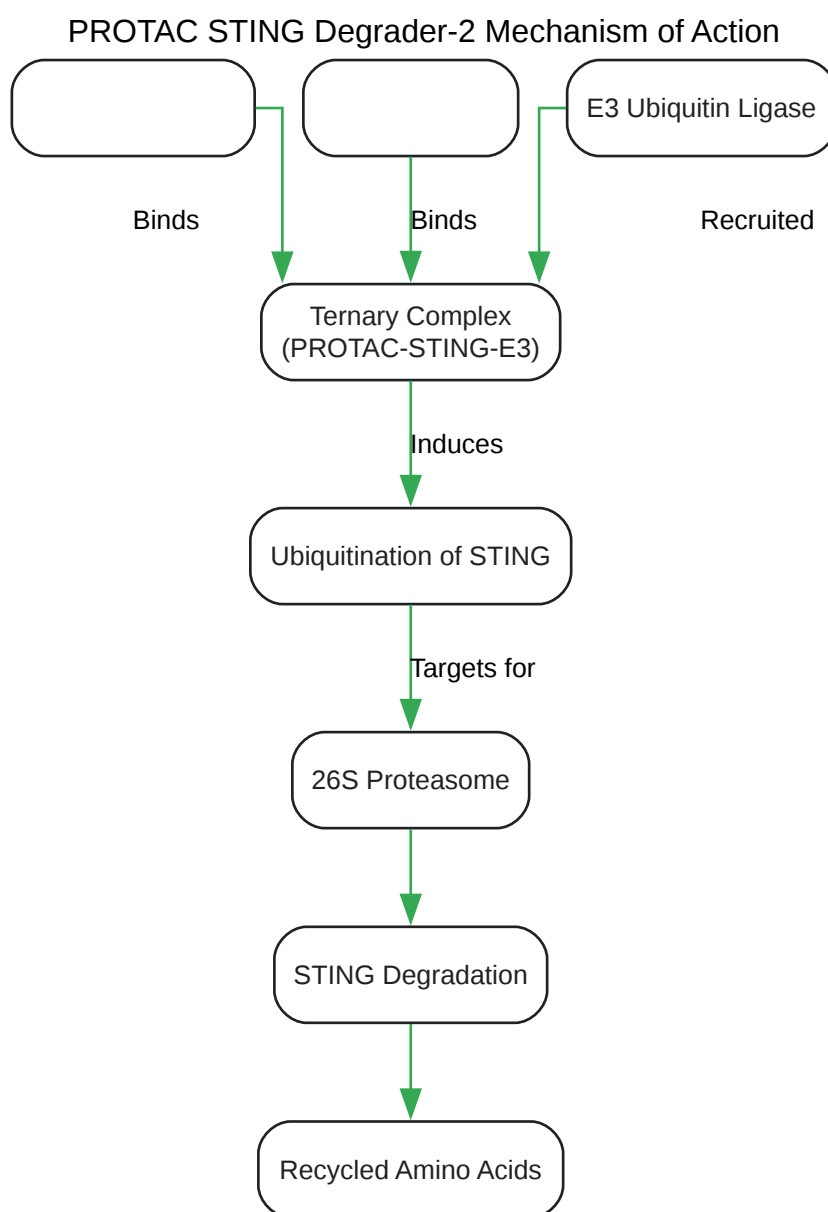 PROTAC STING Degrader-2 Mechanism of Action
E3 Ubiquitin Ligase
Binds
Binds
Recruited
Ternary Complex
(PROTAC-STING-E3)
Induces
Ubiquitination of STING
Targets for
26S Proteasome
STING Degradation
Recycled Amino Acids